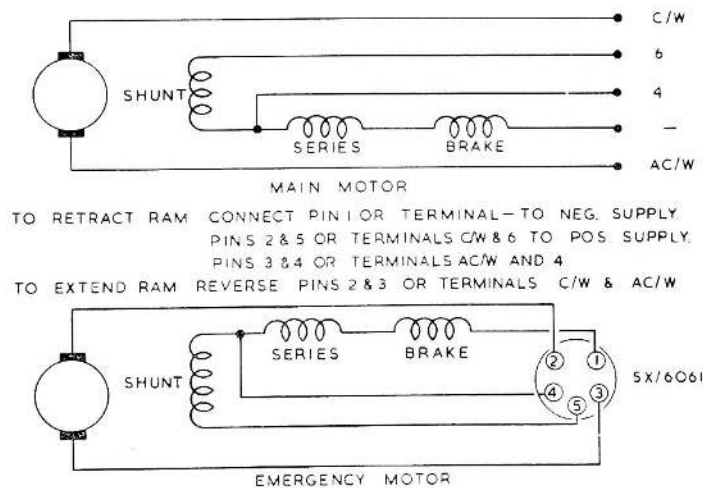 C/W
6
SHUNT
4
SERIES
BRAKE
—
AC/W
MAIN MOTOR
TO RETRACT RAM CONNECT PIN 1 OR TERMINAL — TO NEG. SUPPLY.
PINS 2 & 5 OR TERMINALS C/W & 6 TO POS. SUPPLY.
PINS 3 & 4 OR TERMINALS AC/W AND 4
TO EXTEND RAM REVERSE PINS 2 & 3 OR TERMINALS C/W & AC/W
SERIES
BRAKE
2
1
SHUNT
5X/6061
4
3
5
EMERGENCY MOTOR